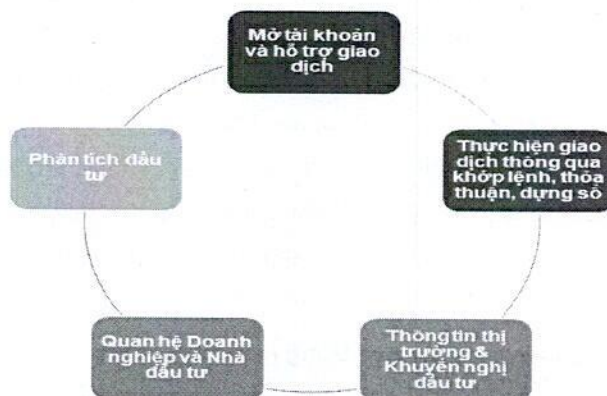 Mở tài khoản
và hỗ trợ giao
dịch
Thực hiện giao
dịch thông qua
khớp lệnh, thỏa
thuận, dựng sổ
Thông tin thị
trường &
Khuyến nghị
đầu tư
Quan hệ Doanh
nghiệp và Nhà
đầu tư
Phân tích đầu
tư